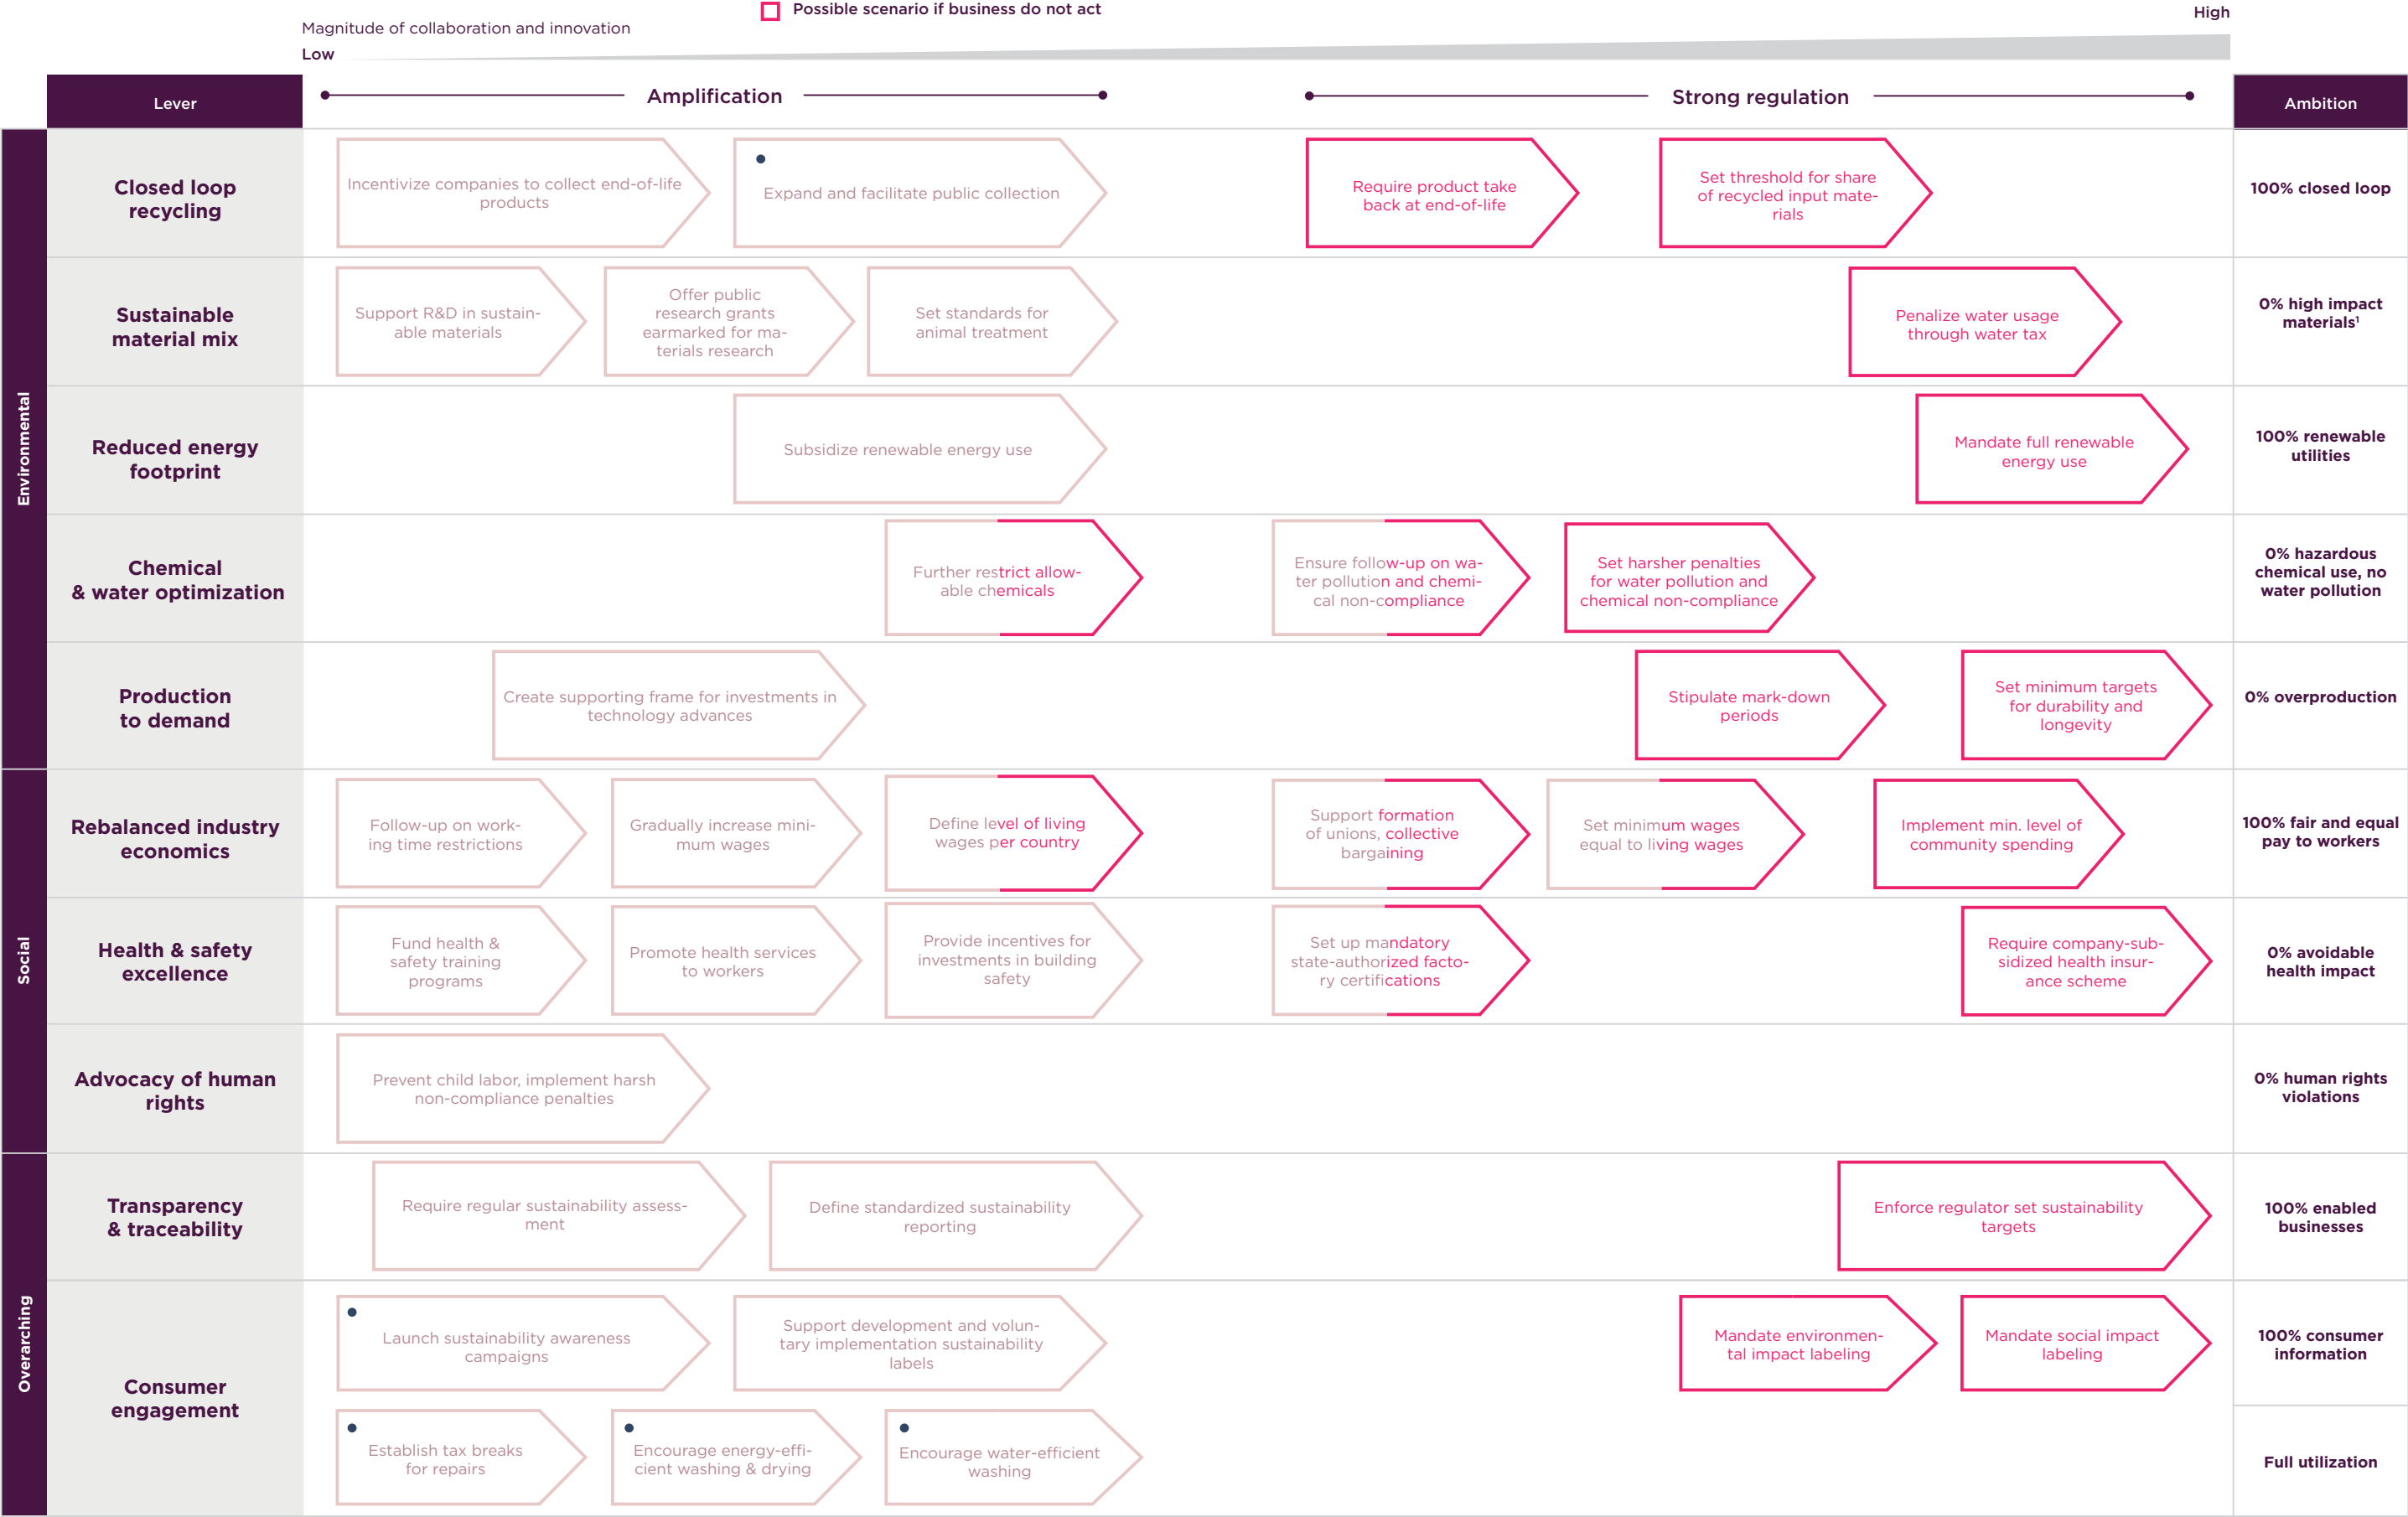 Possible scenario if business do not act
Magnitude of collaboration and innovation
Low
High
Lever
Amplification
Strong regulation
Ambition
Environmental
Closed loop
recycling
Incentivize companies to collect end-of-life
products
Expand and facilitate public collection
Require product take
back at end-of-life
Set threshold for share
of recycled input mate-
rials
100% closed loop
Sustainable
material mix
Support R&D in sustain-
able materials
Offer public
research grants
earmarked for ma-
terials research
Set standards for
animal treatment
Penalize water usage
through water tax
0% high impact
materials¹
Reduced energy
footprint
Subsidize renewable energy use
Mandate full renewable
energy use
100% renewable
utilities
Chemical
& water optimization
Further restrict allow-
able chemicals
Ensure follow-up on wa-
ter pollution and chemi-
cal non-compliance
Set harsher penalties
for water pollution and
chemical non-compliance
0% hazardous
chemical use, no
water pollution
Production
to demand
Create supporting frame for investments in
technology advances
Stipulate mark-down
periods
Set minimum targets
for durability and
longevity
0% overproduction
Social
Rebalanced industry
economics
Follow-up on work-
ing time restrictions
Gradually increase mini-
mum wages
Define level of living
wages per country
Support formation
of unions, collective
bargaining
Set minimum wages
equal to living wages
Implement min. level of
community spending
100% fair and equal
pay to workers
Health & safety
excellence
Fund health &
safety training
programs
Promote health services
to workers
Provide incentives for
investments in building
safety
Set up mandatory
state-authorized facto-
ry certifications
Require company-sub-
sidized health insur-
ance scheme
0% avoidable
health impact
Advocacy of human
rights
Prevent child labor, implement harsh
non-compliance penalties
0% human rights
violations
Overarching
Transparency
& traceability
Require regular sustainability assess-
ment
Define standardized sustainability
reporting
Enforce regulator set sustainability
targets
100% enabled
businesses
Consumer
engagement
Launch sustainability awareness
campaigns
Support development and volun-
tary implementation sustainability
labels
Mandate environmen-
tal impact labeling
Mandate social impact
labeling
100% consumer
information
Establish tax breaks
for repairs
Encourage energy-effi-
cient washing & drying
Encourage water-efficient
washing
Full utilization